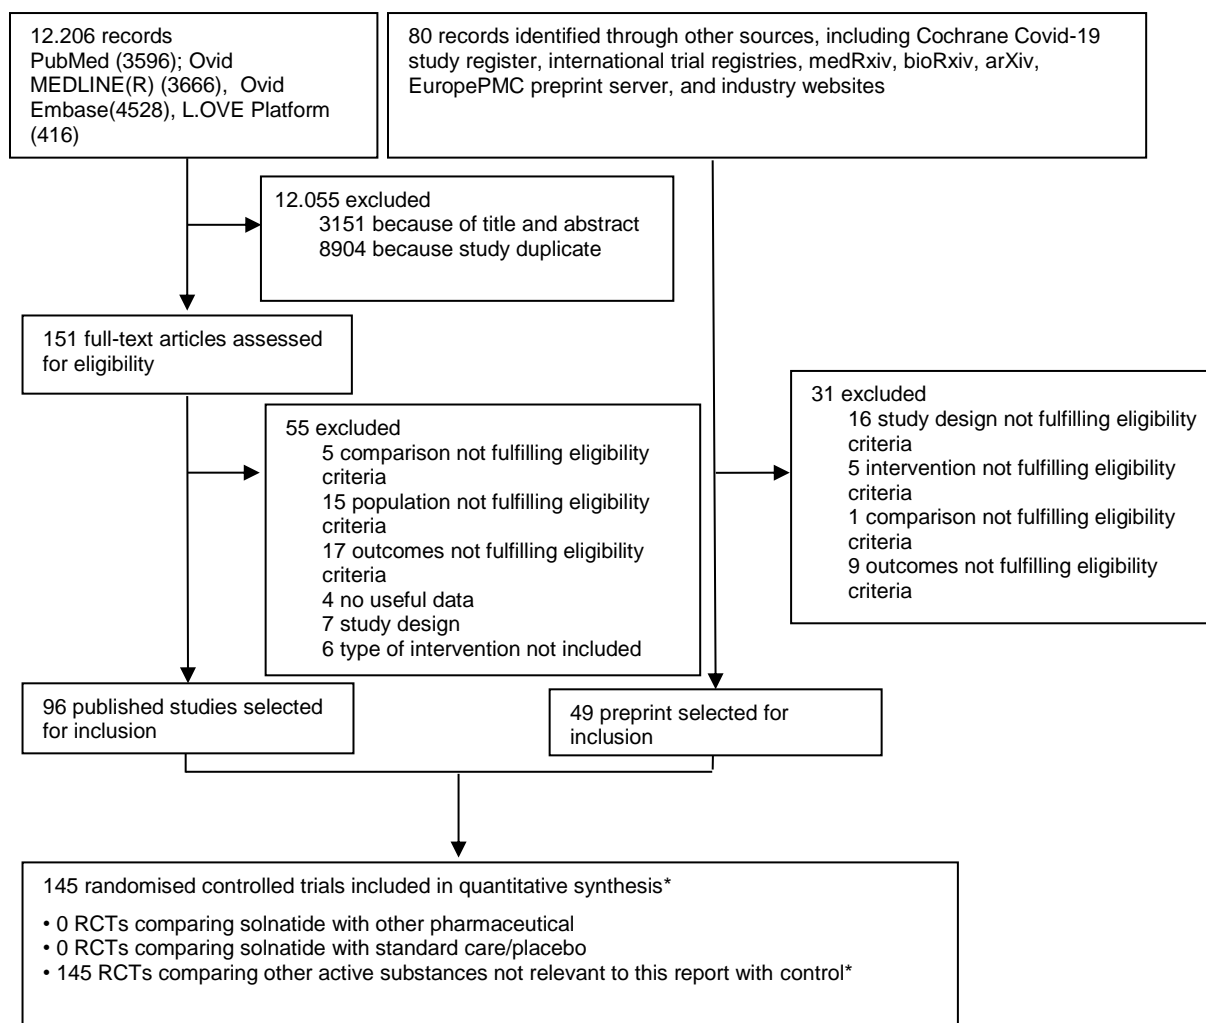 12.206 records
PubMed (3596); Ovid
MEDLINE(R) (3666), Ovid
Embase(4528), L.OVE Platform
(416)
80 records identified through other sources, including Cochrane Covid-19
study register, international trial registries, medRxiv, bioRxiv, arXiv,
EuropePMC preprint server, and industry websites
12.055 excluded
3151 because of title and abstract
8904 because study duplicate
151 full-text articles assessed
for eligibility
55 excluded
5 comparison not fulfilling eligibility
criteria
15 population not fulfilling eligibility
criteria
17 outcomes not fulfilling eligibility
criteria
4 no useful data
7 study design
6 type of intervention not included
31 excluded
16 study design not fulfilling eligibility
criteria
5 intervention not fulfilling eligibility
criteria
1 comparison not fulfilling eligibility
criteria
9 outcomes not fulfilling eligibility
criteria
96 published studies selected
for inclusion
49 preprint selected for
inclusion
145 randomised controlled trials included in quantitative synthesis*
• 0 RCTs comparing solnatide with other pharmaceutical
• 0 RCTs comparing solnatide with standard care/placebo
• 145 RCTs comparing other active substances not relevant to this report with control*